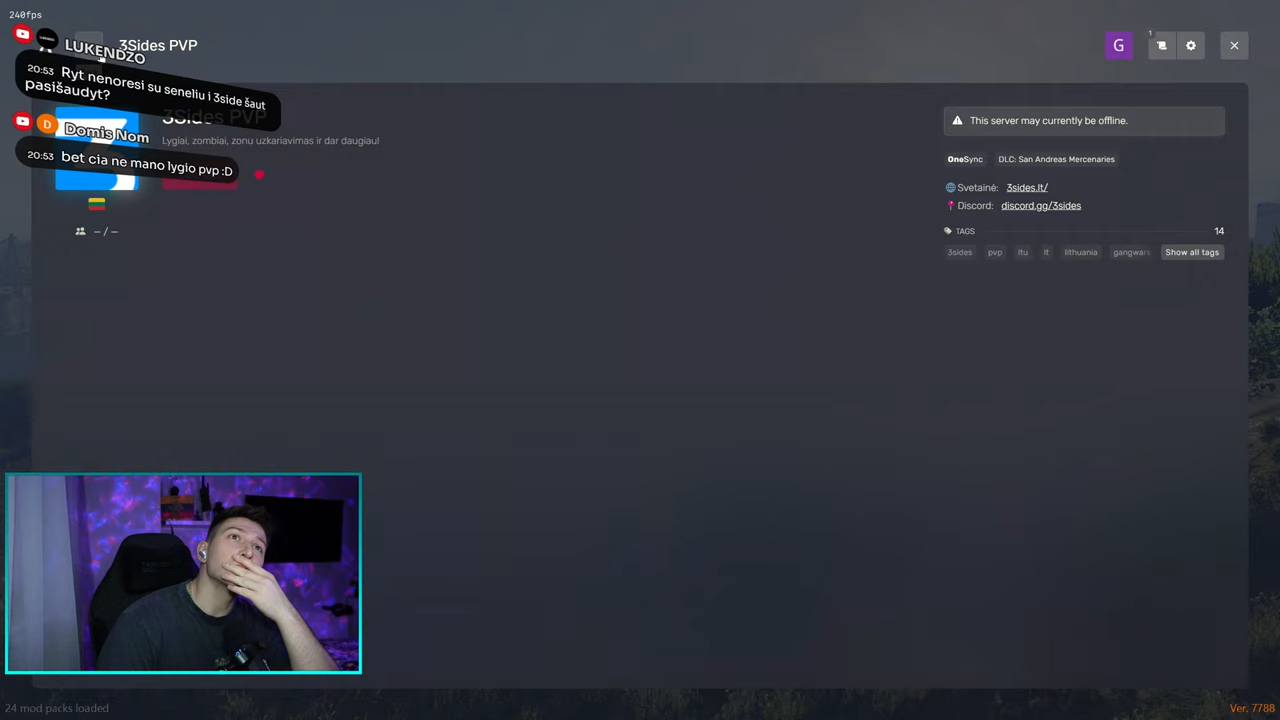 240fps
LUKENDZO
3Sides PVP
G
1
20:53 Ryt nenoresi su seneliu i 3side šaut
pasišaudyt?
3Sides PVP
This server may currently be offline.
D
Domis Nom
Lygiai, zombiai, zonu uzkariavimas ir dar daugiau!
20:53 bet cia ne mano lygio pvp :D
OneSync
DLC: San Andreas Mercenaries
Svetainė: 3sides.lt/
Discord: discord.gg/3sides
– / –
TAGS
14
3sides
pvp
ltu
lt
lithuania
gangwars
Show all tags
24 mod packs loaded
Ver. 7788